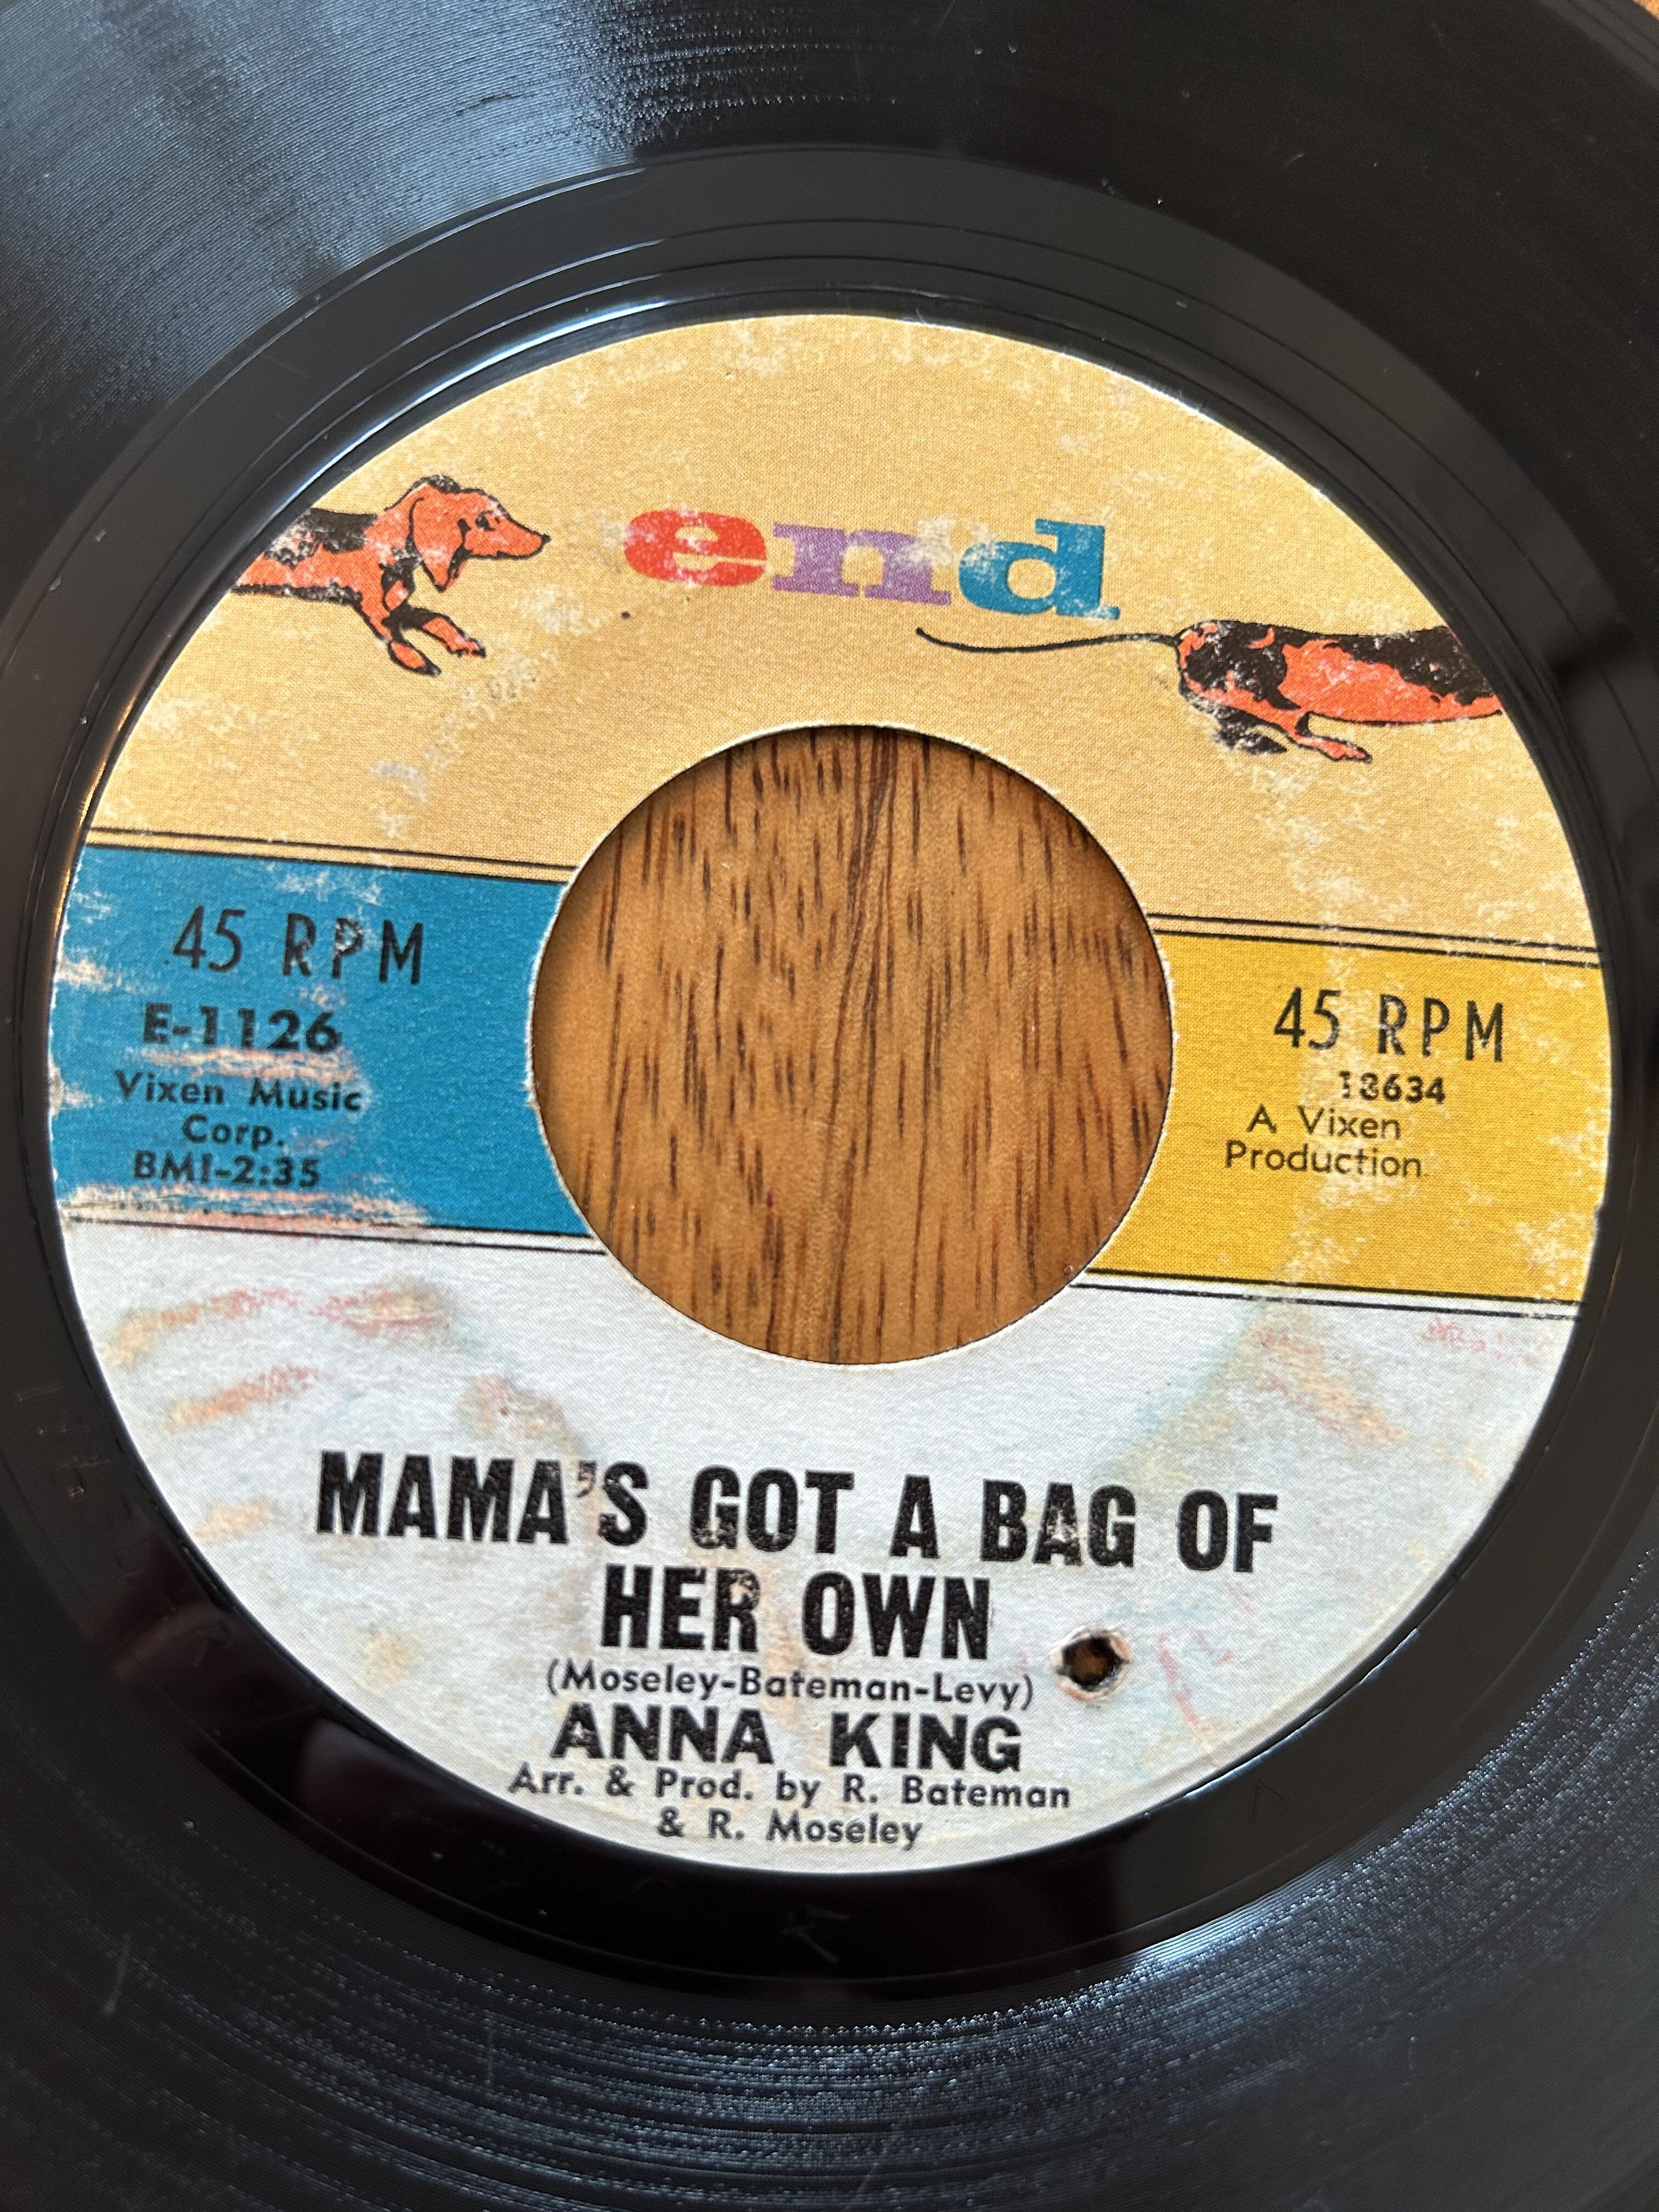 end
45 RPM
E-1126
Vixen Music
Corp.
BMI-2:35
45 RPM
18634
A Vixen
Production
MAMA'S GOT A BAG OF
HER OWN
(Moseley-Bateman-Levy)
ANNA KING
Arr. & Prod. by R. Bateman
& R. Moseley